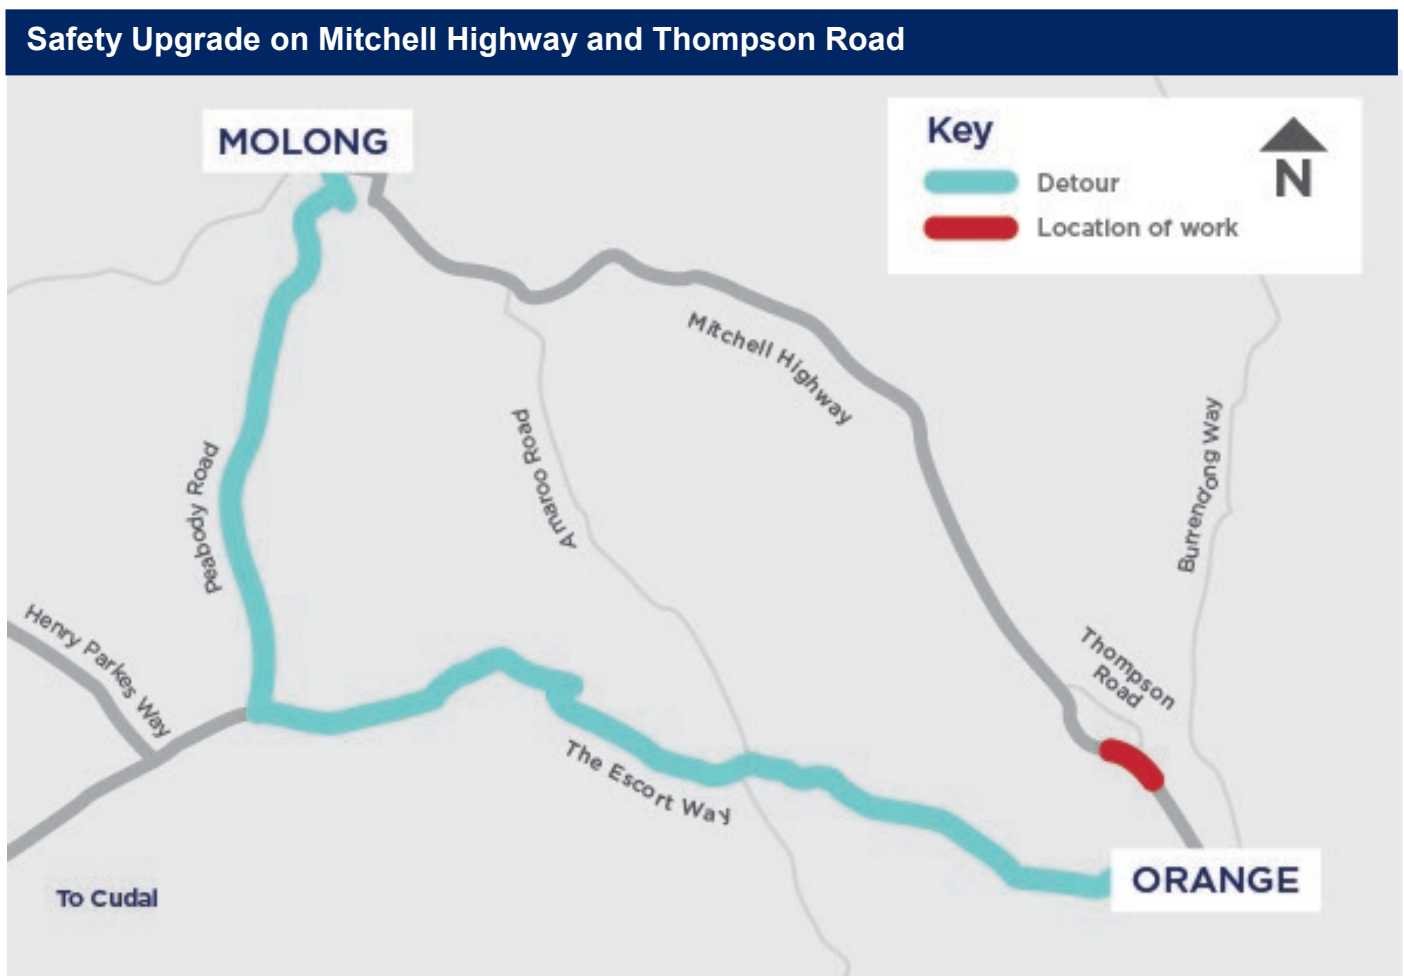 Safety Upgrade on Mitchell Highway and Thompson Road
MOLONG
Key
Detour
Location of work
N
Mitchell Highway
Amaroo Road
Burrendong Way
Peabody Road
Henry Parkes Way
Thompson
Road
The Escort Way
ORANGE
To Cudal